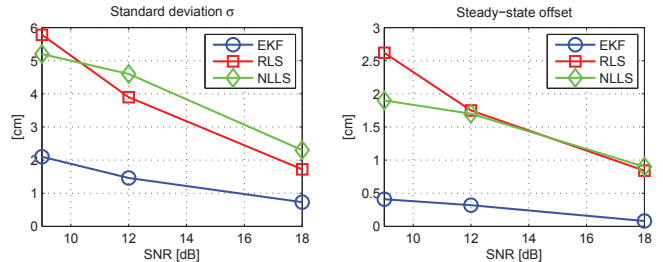 Standard deviation σ
6
5
4
3
2
1
0
[cm]
10
12
14
16
18
SNR [dB]
EKF
RLS
NLLS
Steady−state offset
3
2.5
2
1.5
1
0.5
0
[cm]
10
12
14
16
18
SNR [dB]
EKF
RLS
NLLS